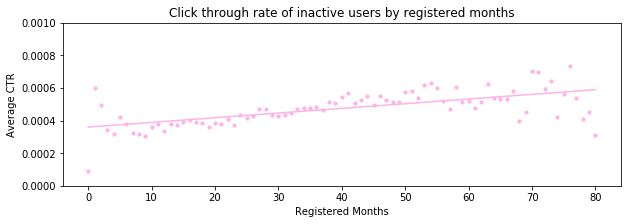 Click through rate of inactive users by registered months
0.0010
0.0008
0.0006
0.0004
0.0002
0.0000
Average CTR
0 10 20 30 40 50 60 70 80
Registered Months